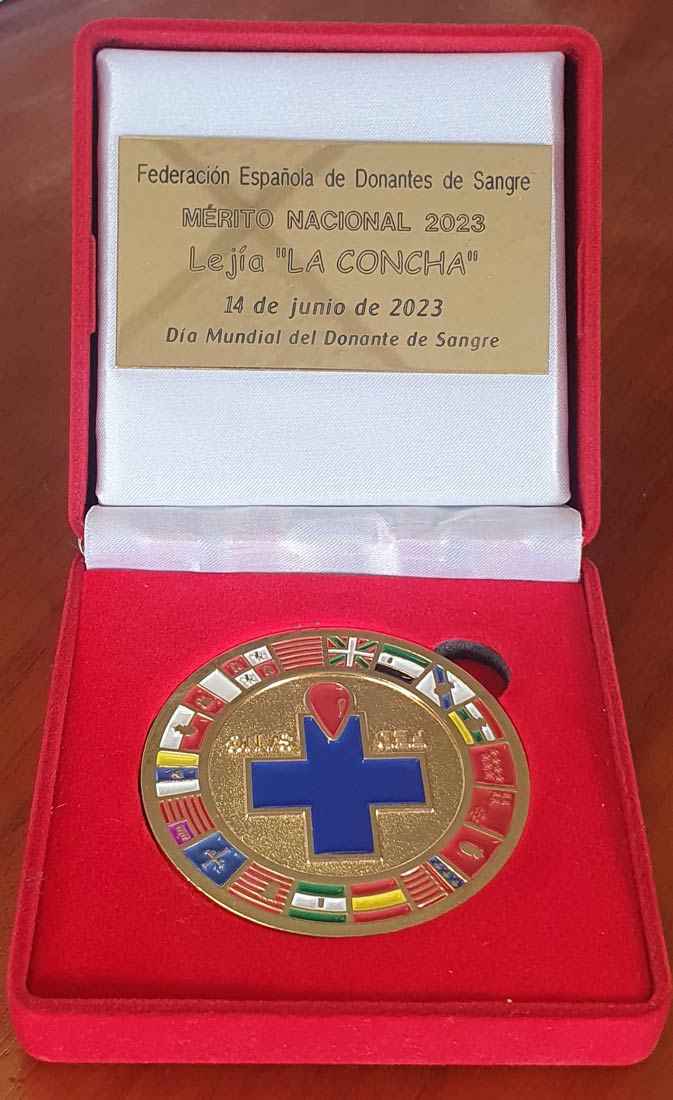 Federación Española de Donantes de Sangre
MÉRITO NACIONAL 2023
Lejía "LA CONCHA"
14 de junio de 2023
Día Mundial del Donante de Sangre